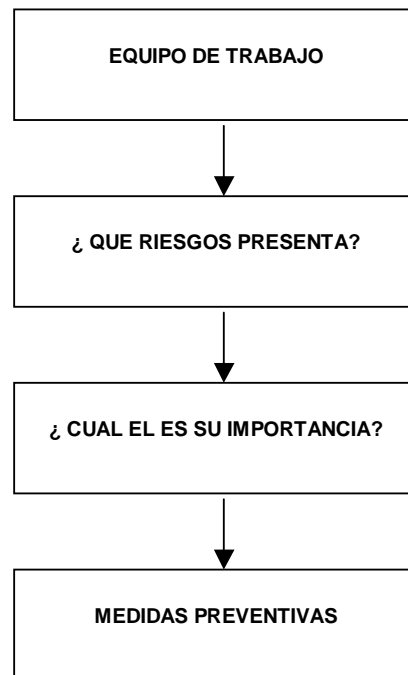 EQUIPO DE TRABAJO
¿ QUE RIESGOS PRESENTA?
¿ CUAL EL ES SU IMPORTANCIA?
MEDIDAS PREVENTIVAS